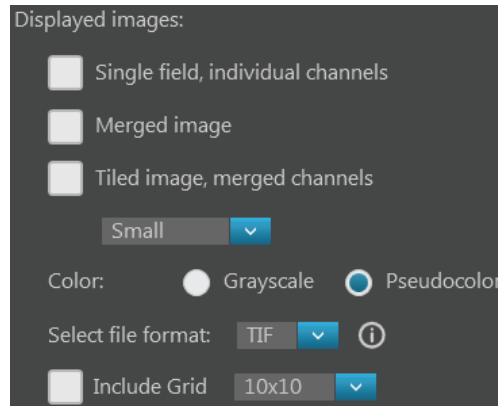 Displayed images:
Single field, individual channels
Merged image
Tiled image, merged channels
Small
Color: Grayscale Pseudocolor
Select file format: TIF
Include Grid 10x10